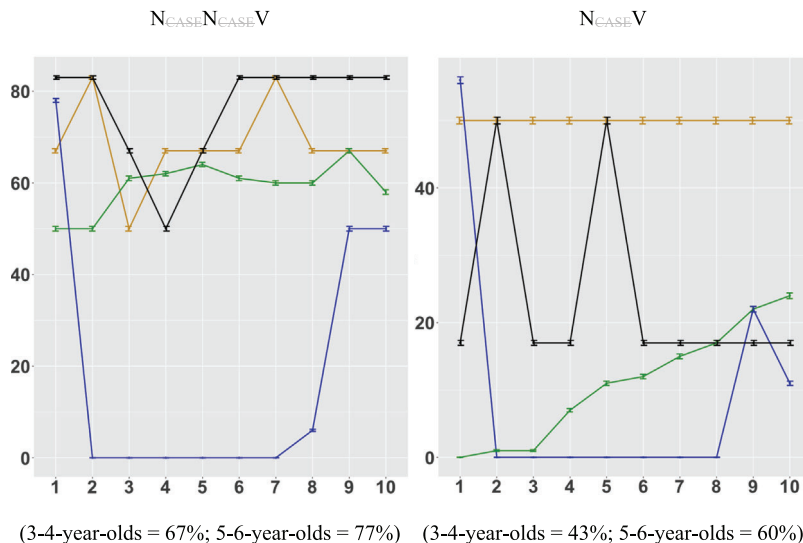 NCASENCASEV
NCASEV
80
60
40
20
0
1 2 3 4 5 6 7 8 9 10
40
20
0
1 2 3 4 5 6 7 8 9 10
(3-4-year-olds = 67%; 5-6-year-olds = 77%)
(3-4-year-olds = 43%; 5-6-year-olds = 60%)